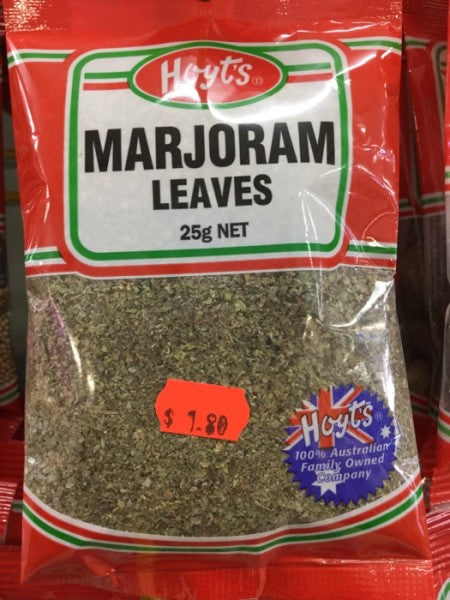 Hoyt's
MARJORAM
LEAVES
25g NET
$ 1.80
Hoyt's
100% Australian
Family Owned
Company